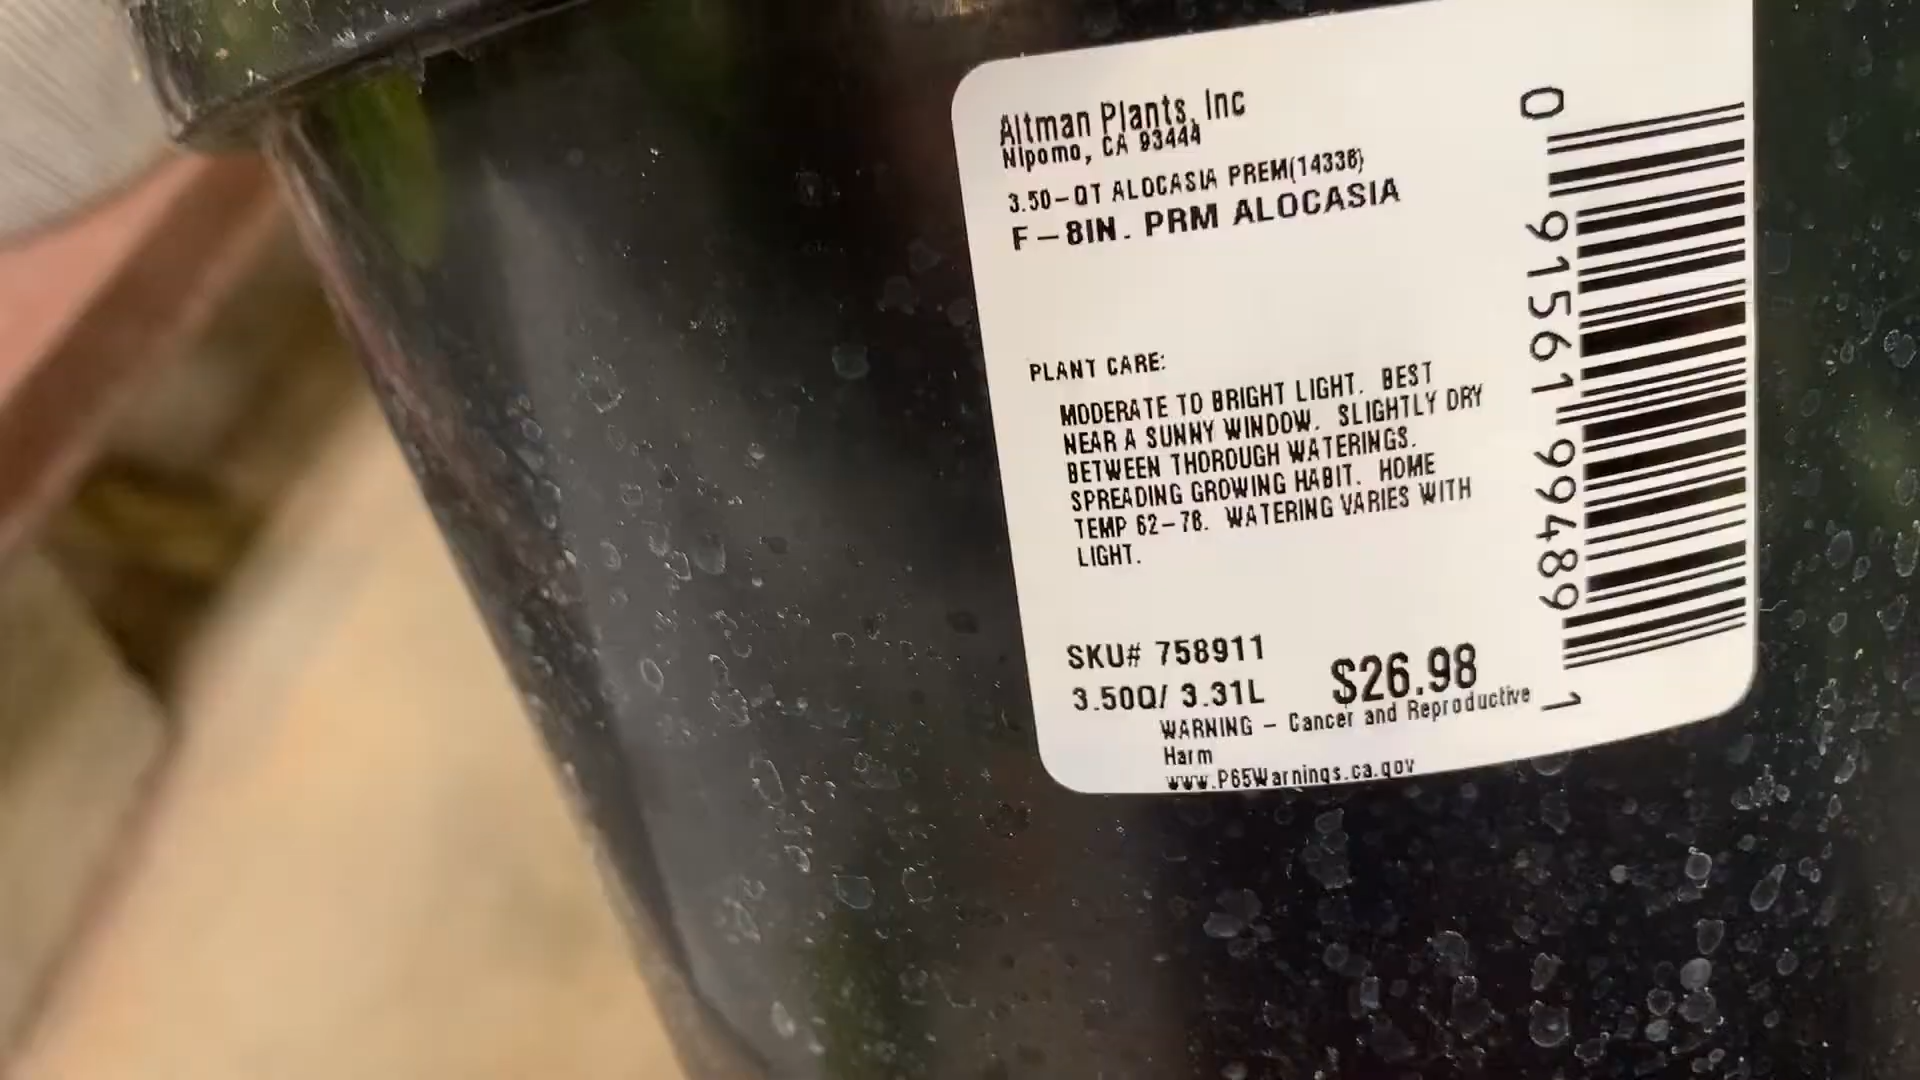 Altman Plants, Inc
Nipomo, CA 93444
3.50-QT ALOCASIA PREM(14336)
F-8IN. PRM ALOCASIA
PLANT CARE:
MODERATE TO BRIGHT LIGHT. BEST
NEAR A SUNNY WINDOW. SLIGHTLY DRY
BETWEEN THOROUGH WATERINGS.
SPREADING GROWING HABIT. HOME
TEMP 62-78. WATERING VARIES WITH
LIGHT.
SKU# 758911
3.50Q/ 3.31L
$26.98
WARNING - Cancer and Reproductive
Harm
www.P65Warnings.ca.gov
0 91561 99489 1